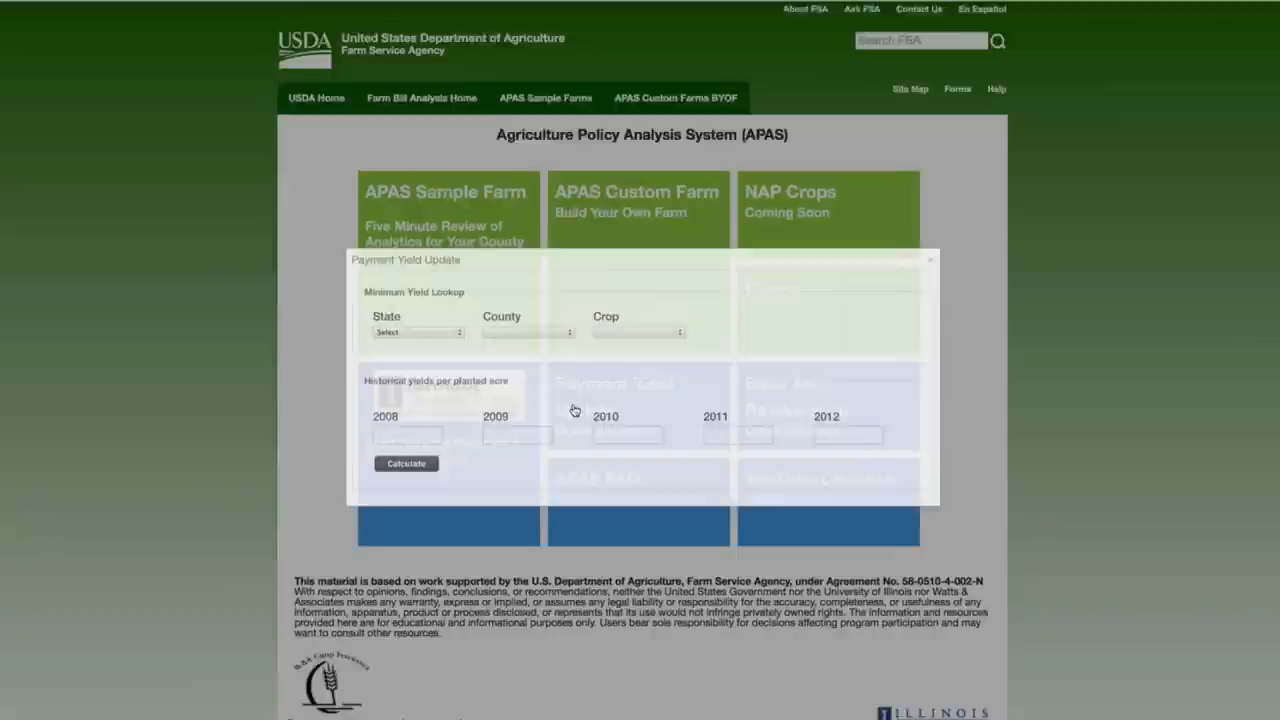 About FSA Ask FSA Contact Us En Español
USDA United States Department of Agriculture
Farm Service Agency
Search FSA
Site Map Forms Help
USDA Home Farm Bill Analysis Home APAS Sample Farms APAS Custom Farms BYOF
Agriculture Policy Analysis System (APAS)
APAS Sample Farm APAS Custom Farm NAP Crops
Build Your Own Farm Coming Soon
Five Minute Review of
Analytics for Your County
Payment Yield Update
Minimum Yield Lookup
State County Crop
Select
Historical yields per planted acre
Payment Yield
2008 2009 2010 2011 2012
Calculate
APAS FAQ
This material is based on work supported by the U.S. Department of Agriculture, Farm Service Agency, under Agreement No. 58-0510-4-002-N
With respect to opinions, findings, conclusions, or recommendations, neither the United States Government nor the University of Illinois nor Watts &
Associates makes any warranty, express or implied, or assumes any legal liability or responsibility for the accuracy, completeness, or usefulness of any
information, apparatus, product or process disclosed, or represents that its use would not infringe privately owned rights. The information and resources
provided here are for educational and informational purposes only. Users bear sole responsibility for decisions affecting program participation and may
want to consult other resources.
W&A Crop Insurance
ILLINOIS